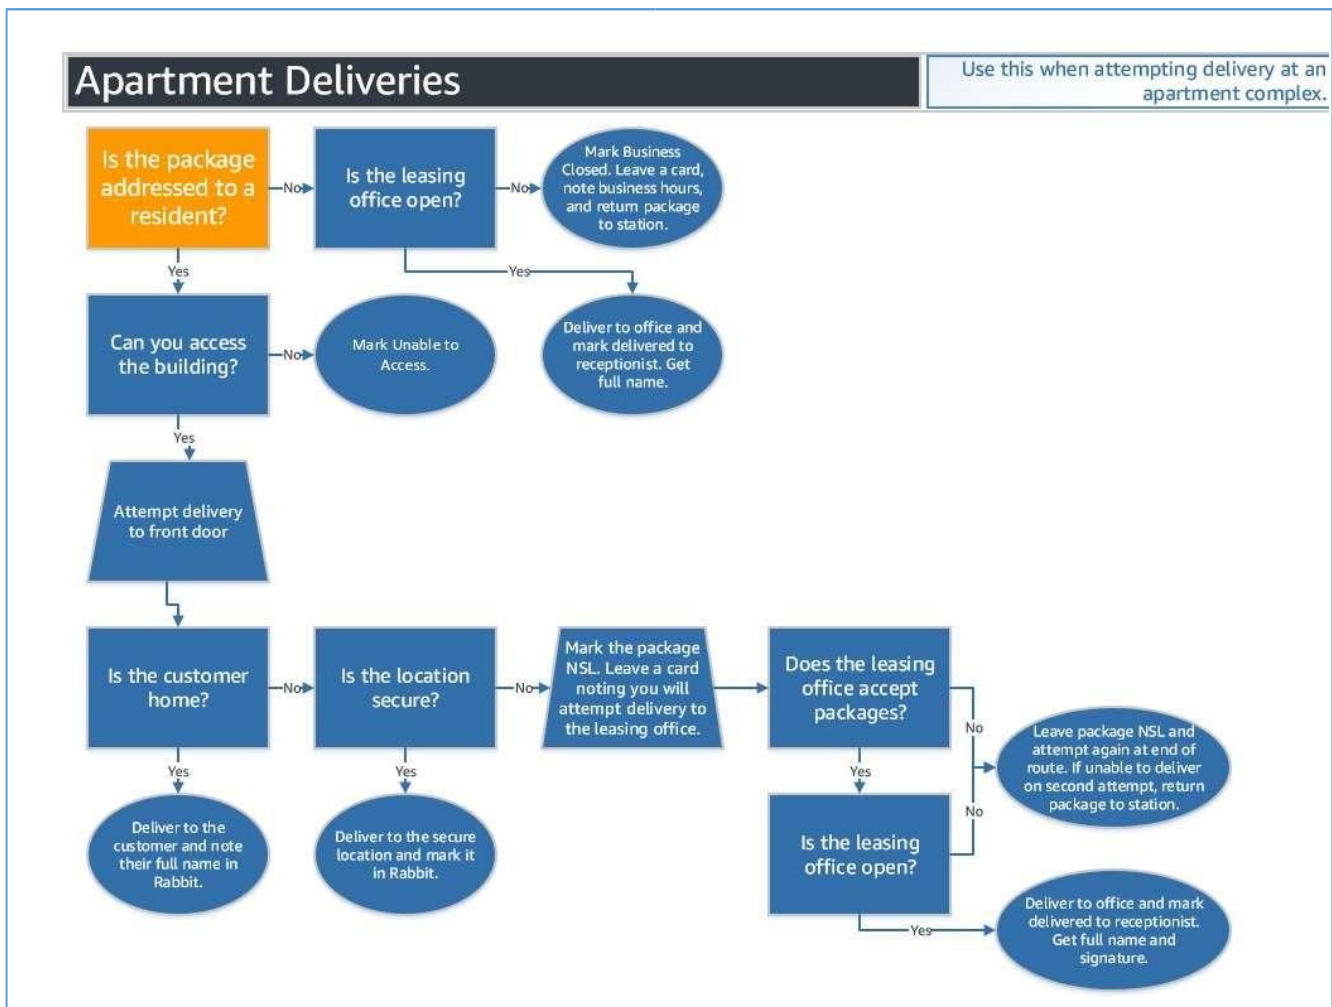 Apartment Deliveries
Use this when attempting delivery at an
apartment complex.
Is the package
addressed to a
resident?
No
Is the leasing
office open?
No
Mark Business
Closed. Leave a card,
note business hours,
and return package
to station.
Yes
Yes
Can you access
the building?
No
Mark Unable to
Access.
Deliver to office and
mark delivered to
receptionist. Get
full name.
Yes
Attempt delivery
to front door
Is the customer
home?
No
Is the location
secure?
No
Mark the package
NSL. Leave a card
noting you will
attempt delivery to
the leasing office.
Does the leasing
office accept
packages?
No
Leave package NSL and
attempt again at end of
route. If unable to deliver
on second attempt, return
package to station.
Yes
Yes
Yes
No
Deliver to the
customer and note
their full name in
Rabbit.
Deliver to the secure
location and mark it
in Rabbit.
Is the leasing
office open?
Yes
Deliver to office and mark
delivered to receptionist.
Get full name and
signature.